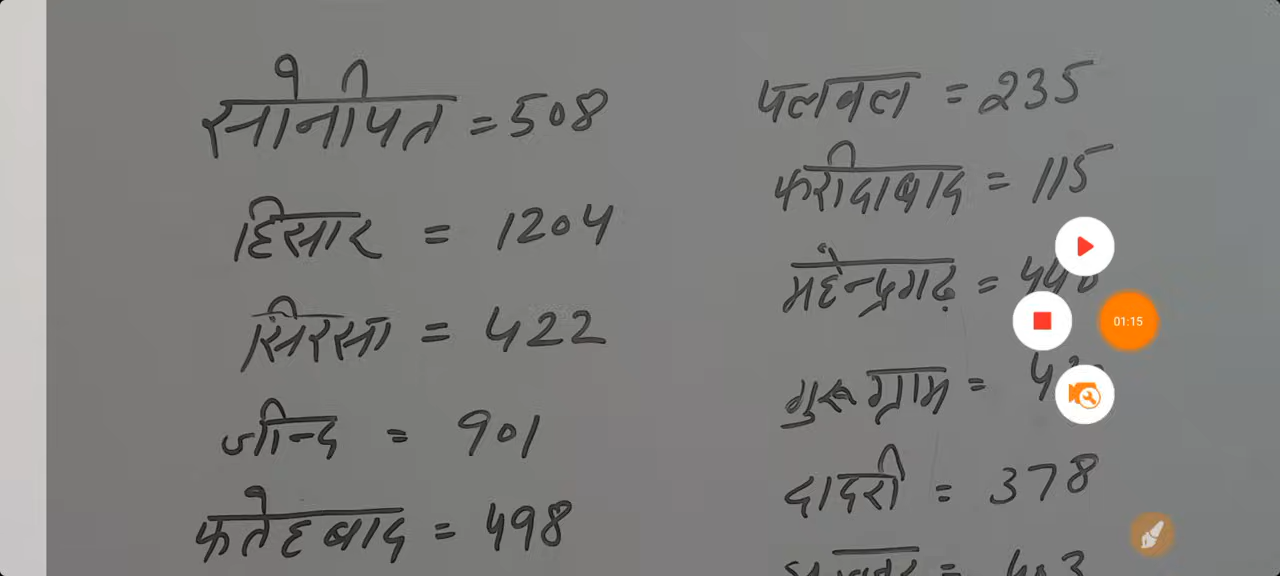 सोनीपत = 508
हिसार = 1204
सिरसा = 422
जीन्द = 901
फतेहबाद = 498
पलवल = 235
फरीदाबाद = 115
महेन्द्रगढ़ =
गुरूग्राम =
दादरी = 378
01:15